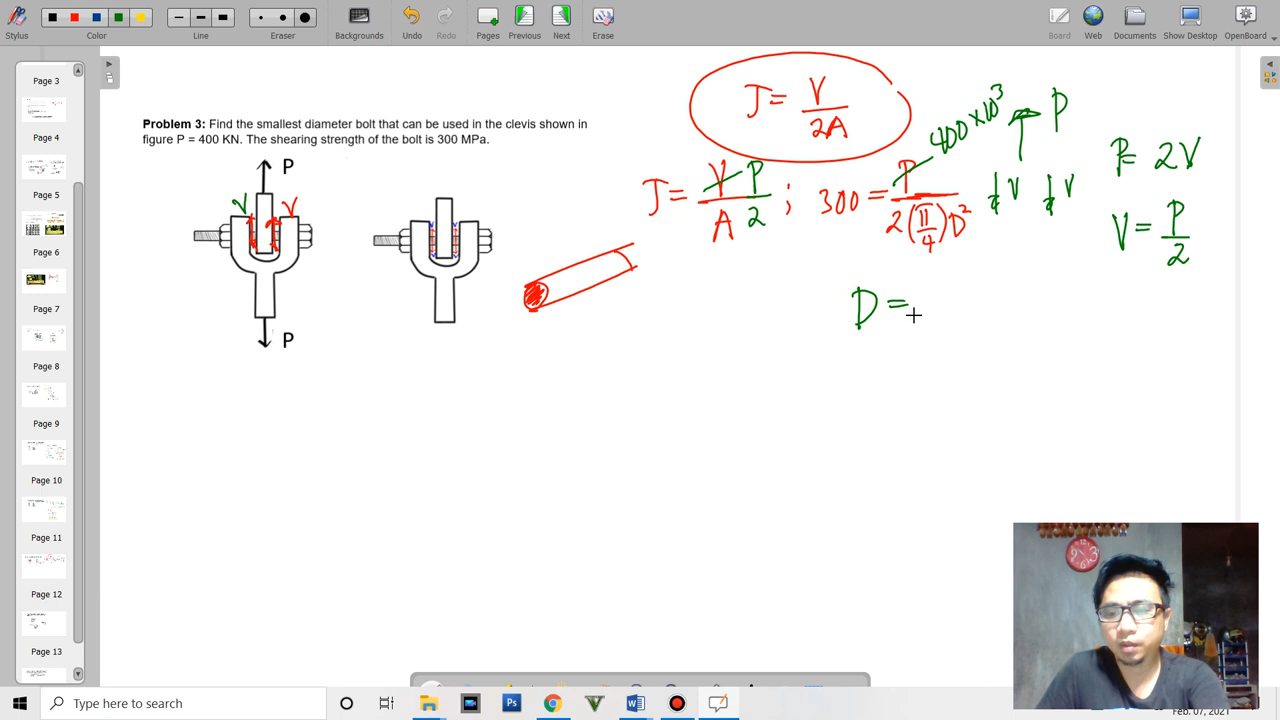 Color
Line
Eraser
Backgrounds
Undo
Redo
Pages
Previous
Next
Erase
Stylus
Board
Web
Documents
Show Desktop
OpenBoard
Page 3
Page 4
Page 5
Page 6
Page 7
Page 8
Page 9
Page 10
Page 11
Page 12
Page 13
Problem 3: Find the smallest diameter bolt that can be used in the clevis shown in
figure P = 400 KN. The shearing strength of the bolt is 300 MPa.
P
V V
P
J = V / 2A
J = V P / A 2 ; 300 = P / 2(π/4)D²
400 x 10³
P
V V
P = 2V
V = P / 2
D =
Type here to search
Feb. 07, 2021